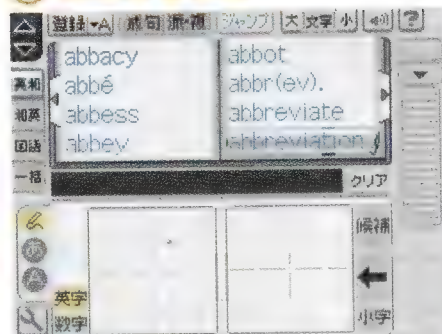 登録▼A 成句 派・複 ジャンプ 大 文字 小 ?
英和
和英
国語
一括
abbacy abbot
abbé abbr(ev).
abbess abbreviate
abbey abbreviation
クリア
候補
英字
数字
小字